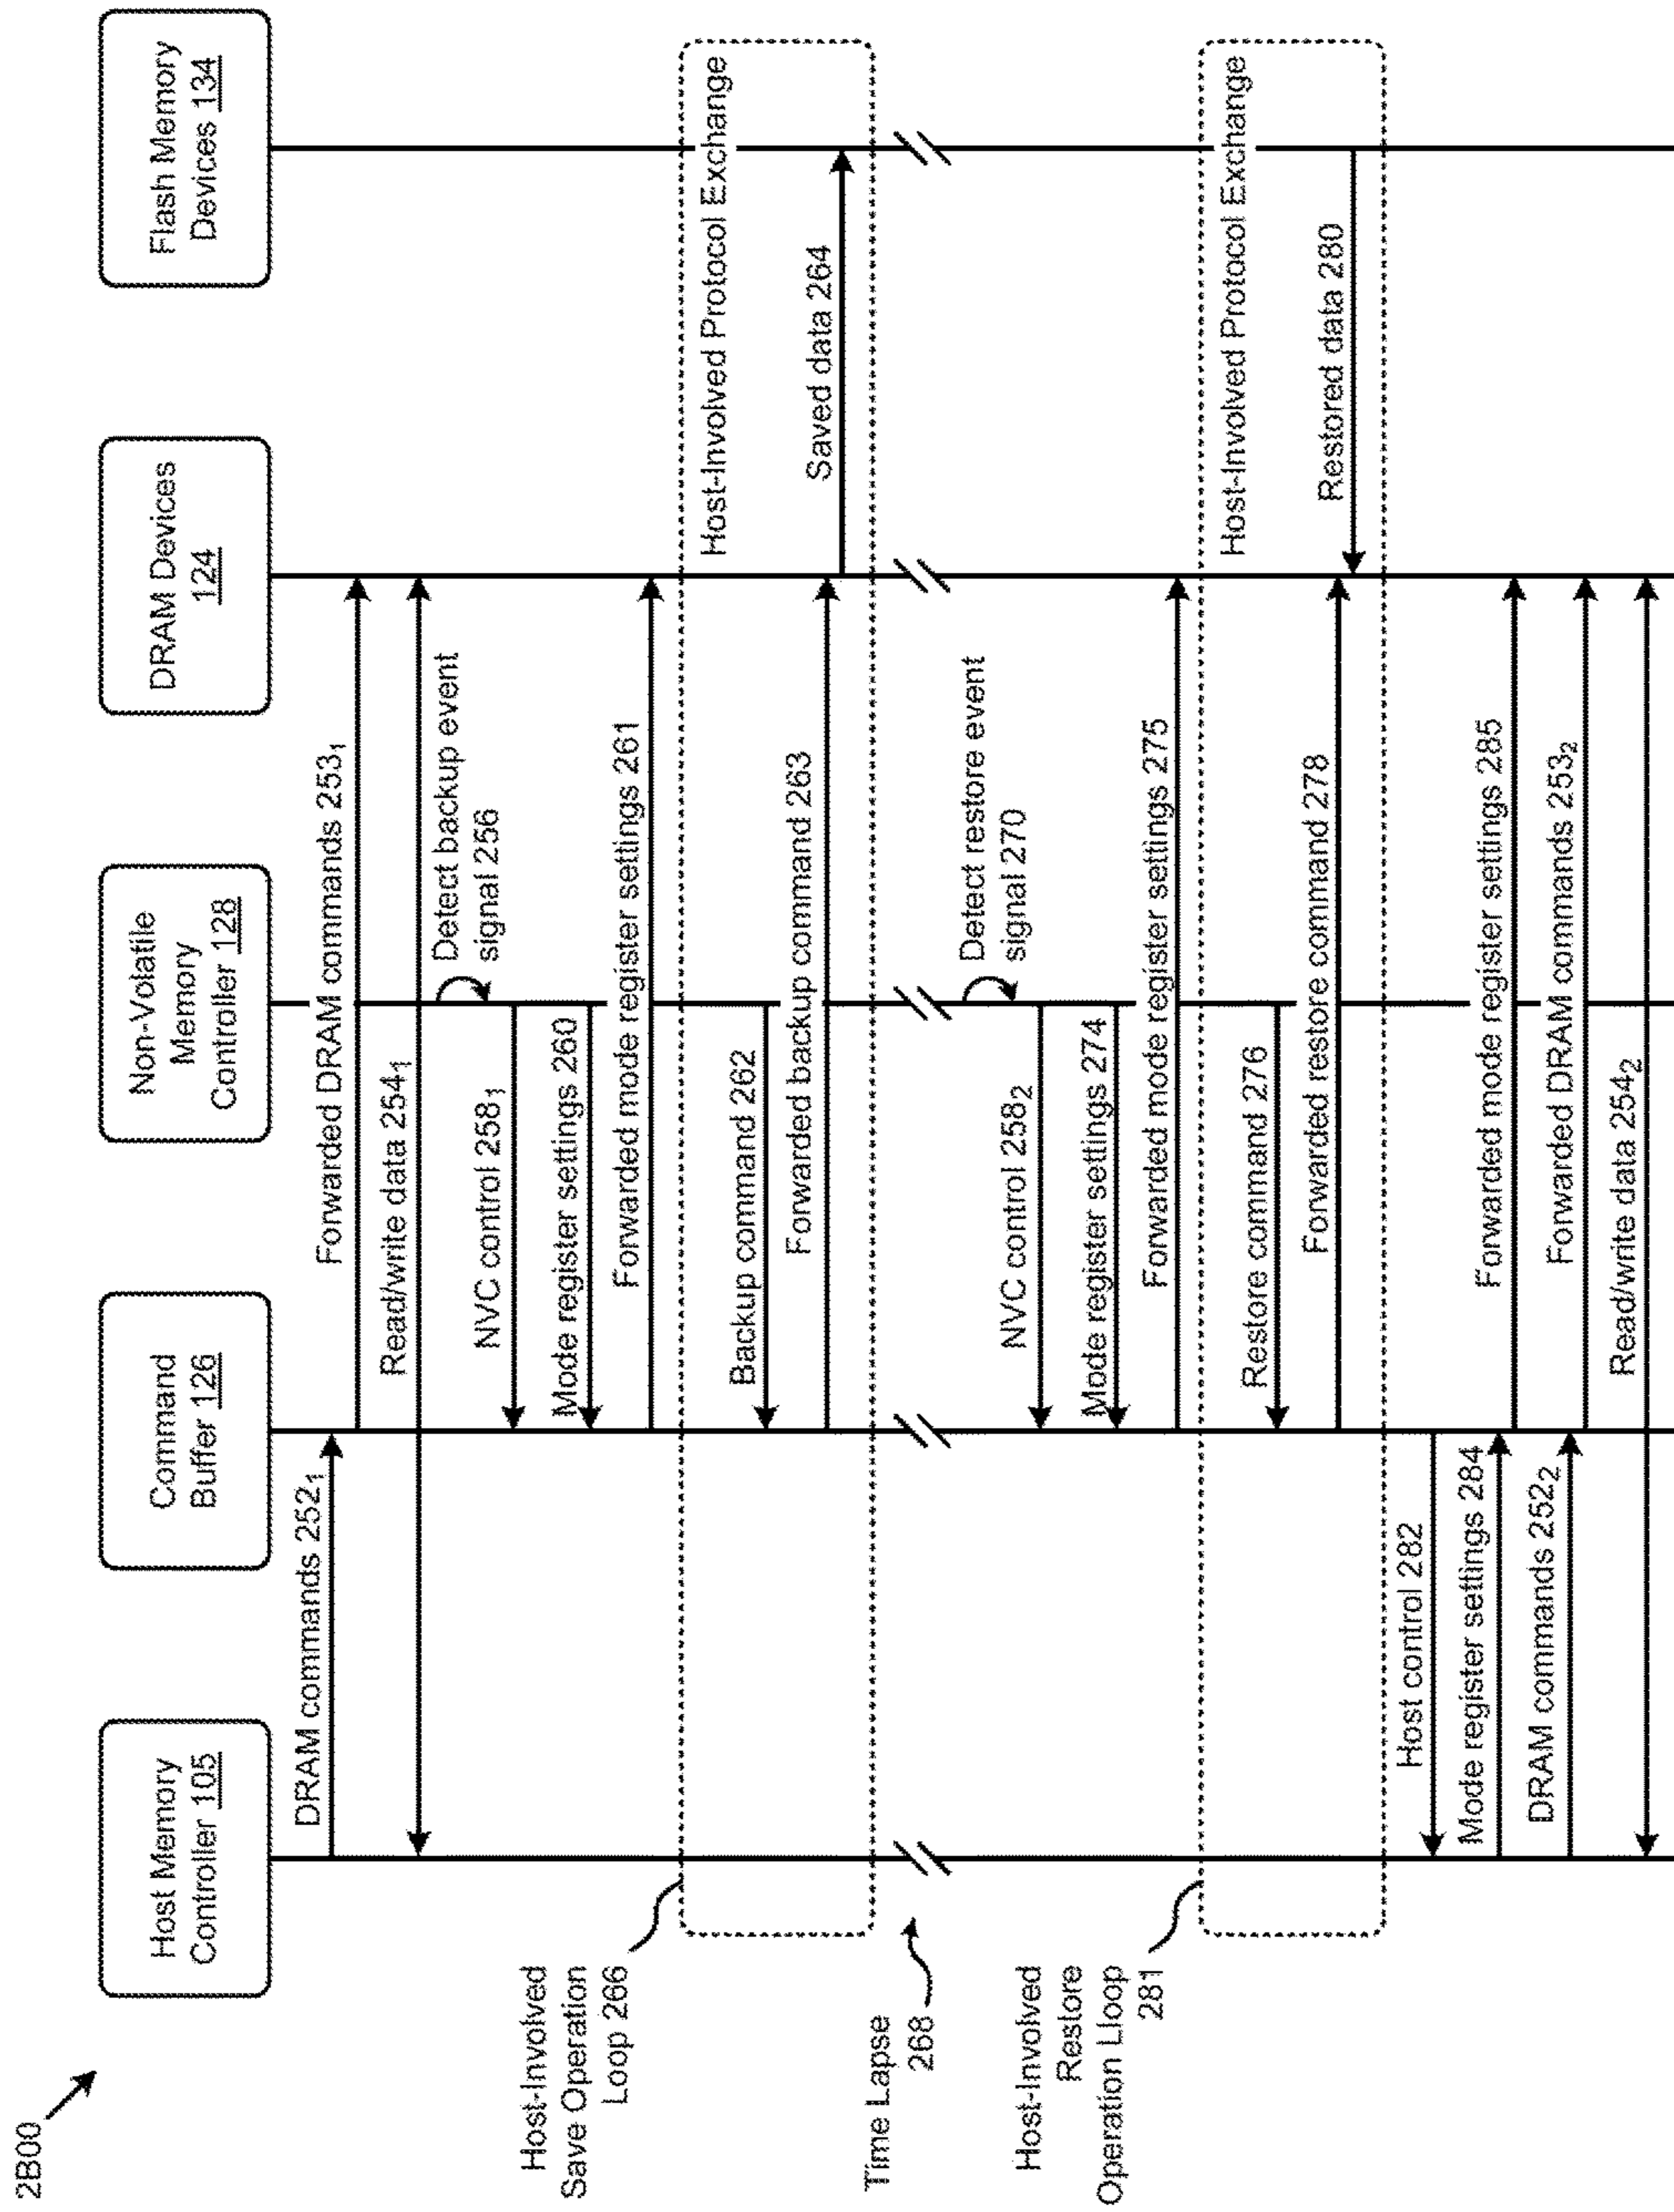 2B00
Host Memory
Controller 105
Command
Buffer 126
Non-Volatile
Memory
Controller 128
DRAM Devices
124
Flash Memory
Devices 134
DRAM commands 252₁
Forwarded DRAM commands 253₁
Read/write data 254₁
Detect backup event
signal 256
NVC control 258₁
Mode register settings 260
Forwarded mode register settings 261
Host-Involved
Save Operation
Loop 266
Host-Involved Protocol Exchange
Backup command 262
Forwarded backup command 263
Saved data 264
Time Lapse
268
Detect restore event
signal 270
NVC control 258₂
Mode register settings 274
Forwarded mode register settings 275
Host-Involved
Restore
Operation Lloop
281
Host-Involved Protocol Exchange
Restore command 276
Forwarded restore command 278
Restored data 280
Host control 282
Mode register settings 284
Forwarded mode register settings 285
DRAM commands 252₂
Forwarded DRAM commands 253₂
Read/write data 254₂